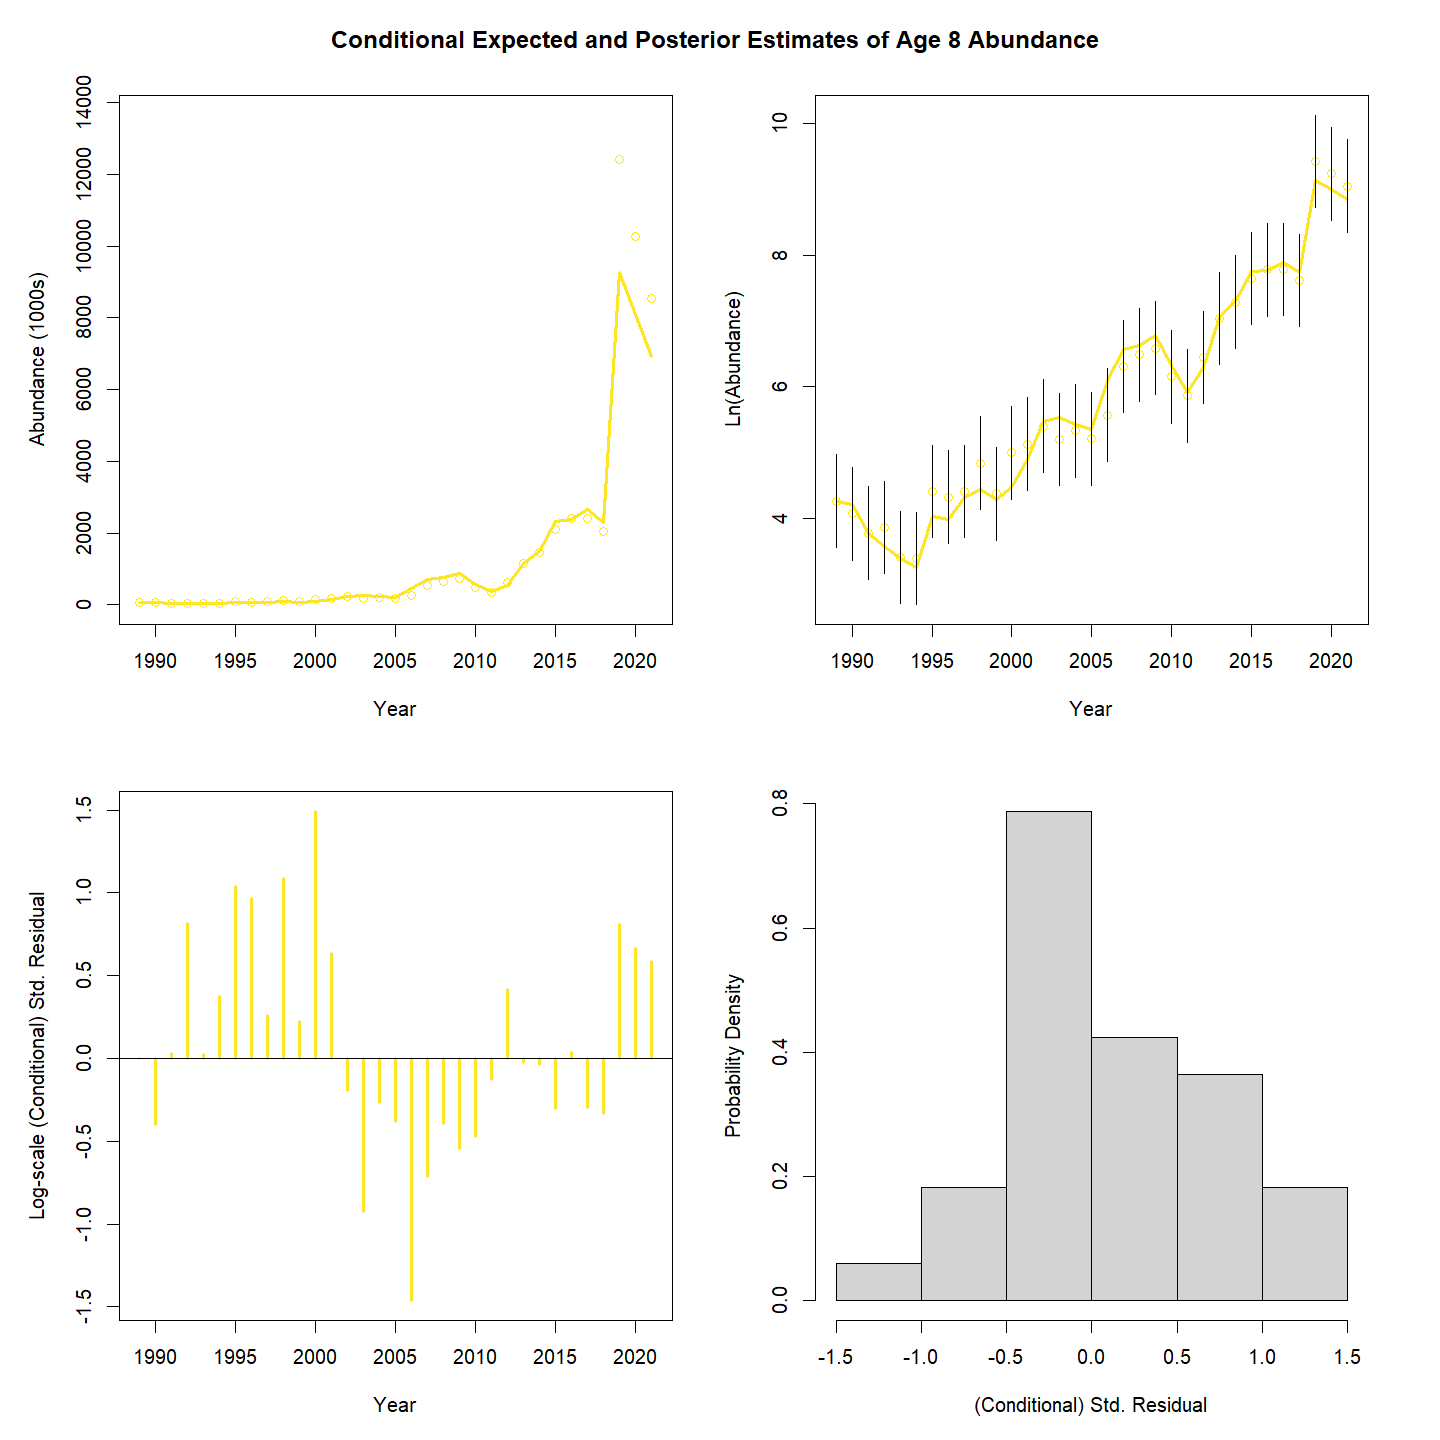 Conditional Expected and Posterior Estimates of Age 8 Abundance
Abundance (1000s)
0 2000 4000 6000 8000 10000 12000 14000
1990 1995 2000 2005 2010 2015 2020
Year
Ln(Abundance)
4 6 8 10
1990 1995 2000 2005 2010 2015 2020
Year
Log-scale (Conditional) Std. Residual
-1.5 -1.0 -0.5 0.0 0.5 1.0 1.5
1990 1995 2000 2005 2010 2015 2020
Year
Probability Density
0.0 0.2 0.4 0.6 0.8
-1.5 -1.0 -0.5 0.0 0.5 1.0 1.5
(Conditional) Std. Residual